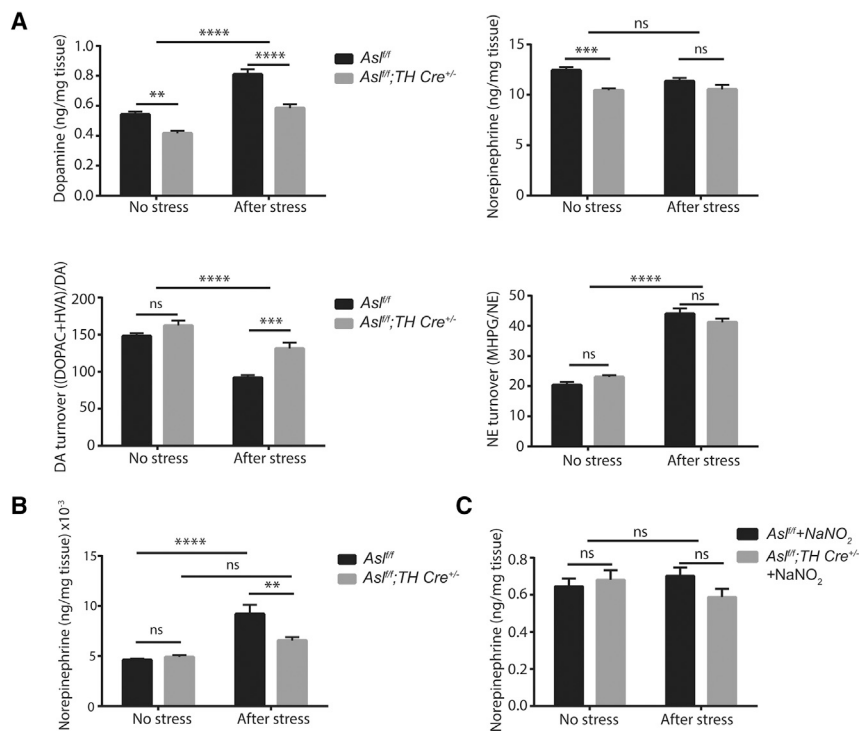 A
Dopamine (ng/mg tissue)
1.0
0.8
0.6
0.4
0.2
0.0
****
**
****
No stress
After stress
Asl^f/f
Asl^f/f;TH Cre^+/-
Norepinephrine (ng/mg tissue)
15
10
5
0
ns
***
ns
No stress
After stress
DA turnover ((DOPAC+HVA)/DA)
200
150
100
50
0
****
ns
***
No stress
After stress
Asl^f/f
Asl^f/f;TH Cre^+/-
NE turnover (MHPG/NE)
50
40
30
20
10
0
****
ns
ns
No stress
After stress
B
Norepinephrine (ng/mg tissue) x10^-3
15
10
5
0
****
ns
ns
**
No stress
After stress
Asl^f/f
Asl^f/f;TH Cre^+/-
C
Norepinephrine (ng/mg tissue)
0.8
0.6
0.4
0.2
0.0
ns
ns
ns
No stress
After stress
Asl^f/f+NaNO2
Asl^f/f;TH Cre^+/-
+NaNO2